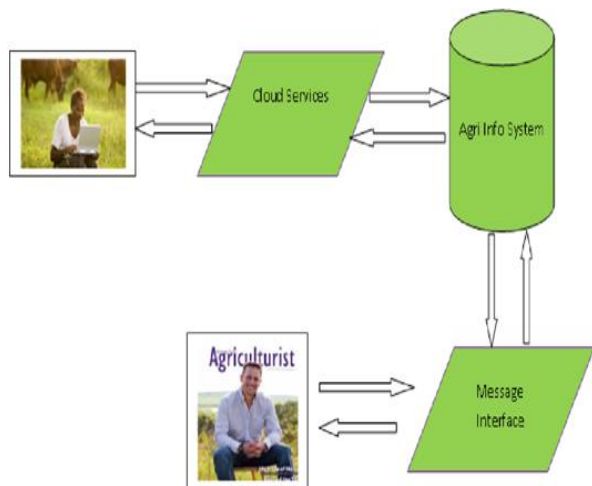 Cloud Services
Agri Info System
Agriculturist
Message
Interface